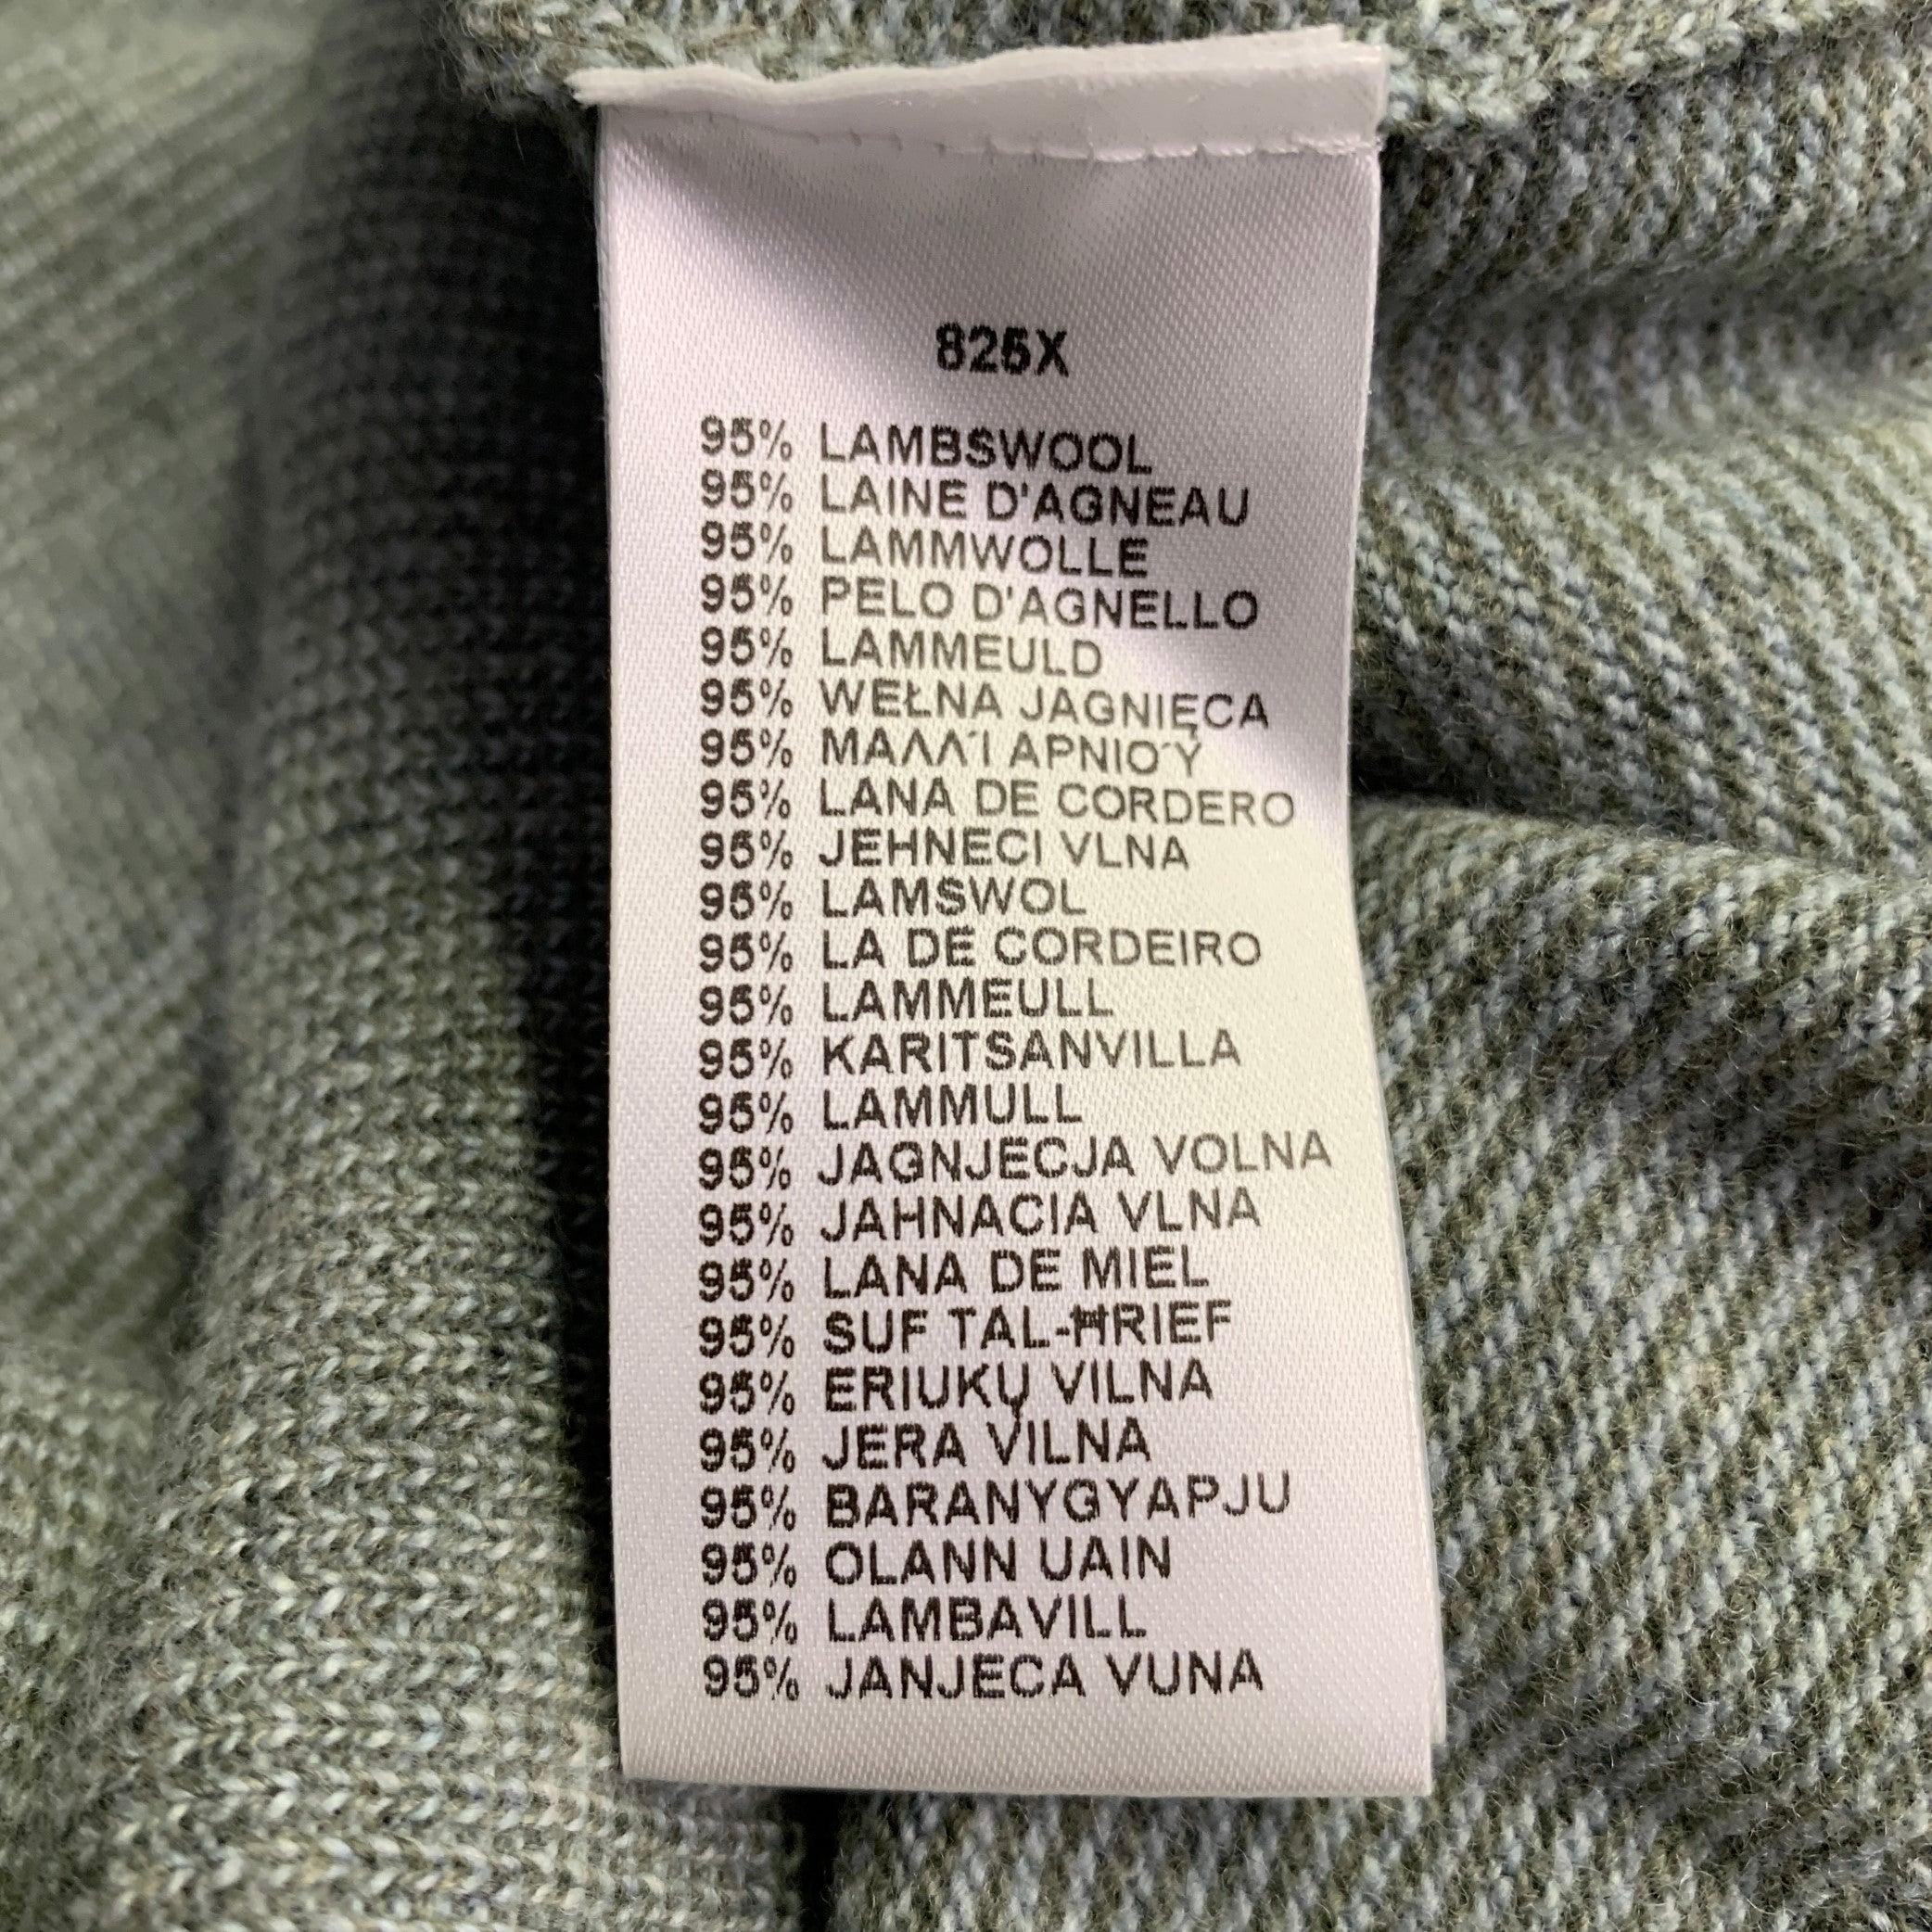 825X
95% LAMBSWOOL
95% LAINE D'AGNEAU
95% LAMMWOLLE
95% PELO D'AGNELLO
95% LAMMEULD
95% WEŁNA JAGNIĘCA
95% ΜΑΛΛ΄Ι ΑΡΝΙΟ΄Υ
95% LANA DE CORDERO
95% JEHNECI VLNA
95% LAMSWOL
95% LA DE CORDEIRO
95% LAMMEULL
95% KARITSANVILLA
95% LAMMULL
95% JAGNJECJA VOLNA
95% JAHNACIA VLNA
95% LANA DE MIEL
95% SUF TAL-ĦRIEF
95% ERIUKŲ VILNA
95% JERA VILNA
95% BARANYGYAPJU
95% OLANN UAIN
95% LAMBAVILL
95% JANJECA VUNA